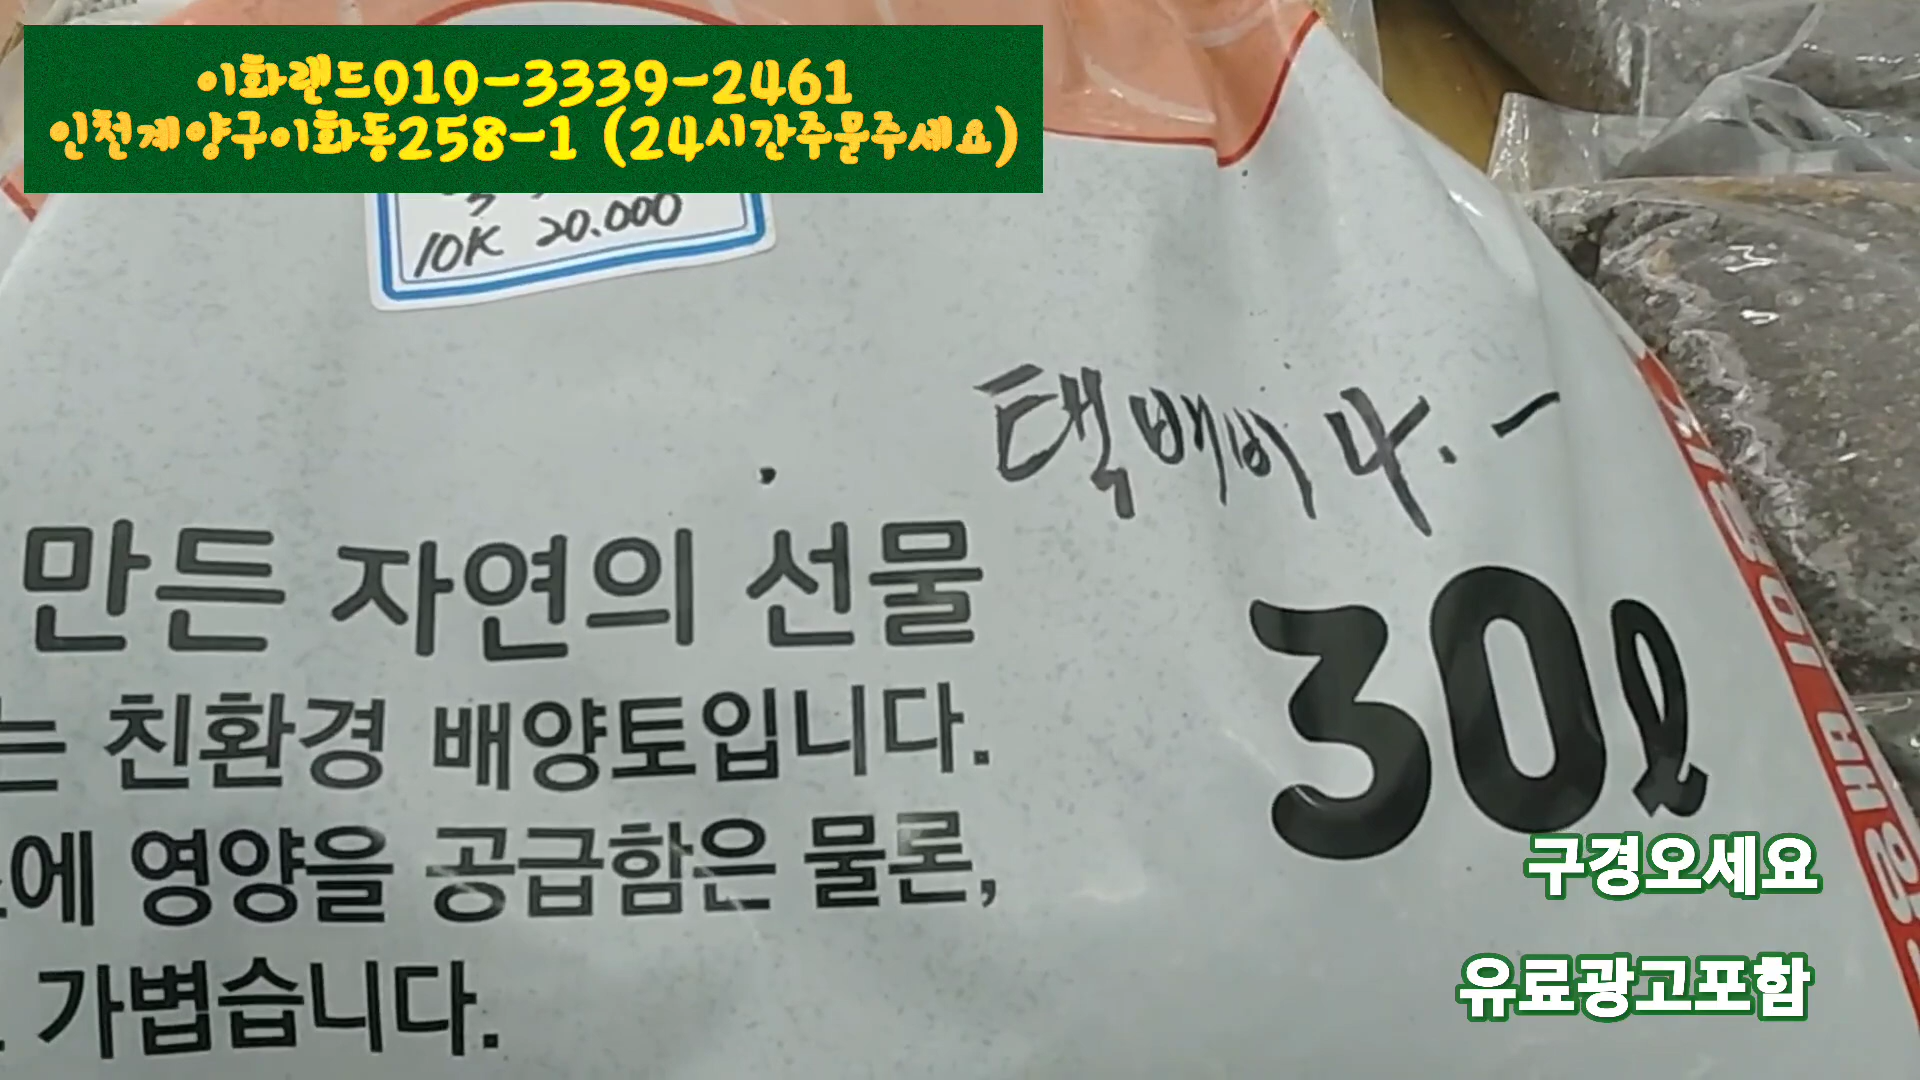 이화랜드010-3339-2461
인천계양구이화동258-1 (24시간주문주세요)
10K 20.000
택배비 4.-
만든 자연의 선물
는 친환경 배양토입니다.
에 영양을 공급함은 물론,
가볍습니다.
30ℓ
구경오세요
유료광고포함